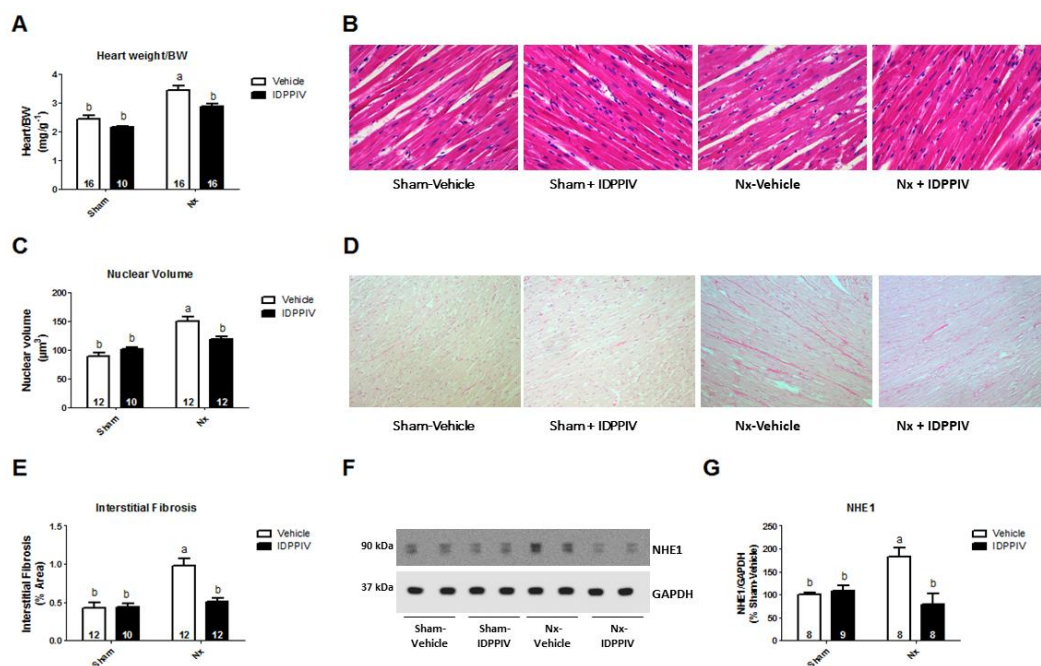 A
Heart weight/BW
Heart/BW
(mg/g⁻¹)
4
3
2
1
0
b
b
a
b
16
10
16
16
Sham
Nx
Vehicle
IDPPIV
B
Sham-Vehicle
Sham + IDPPIV
Nx-Vehicle
Nx + IDPPIV
C
Nuclear Volume
Nuclear volume
(µm³)
200
150
100
50
0
b
b
a
b
12
10
12
12
Sham
Nx
Vehicle
IDPPIV
D
Sham-Vehicle
Sham + IDPPIV
Nx-Vehicle
Nx + IDPPIV
E
Interstitial Fibrosis
Interstitial Fibrosis
(% Area)
1.5
1.0
0.5
0.0
b
b
a
b
12
10
12
12
Sham
Nx
Vehicle
IDPPIV
F
90 kDa
NHE1
37 kDa
GAPDH
Sham-
Vehicle
Sham-
IDPPIV
Nx-
Vehicle
Nx-
IDPPIV
G
NHE1
NHE1/GAPDH
(% Sham-Vehicle)
250
200
150
100
50
0
b
b
a
b
8
9
8
8
Sham
Nx
Vehicle
IDPPIV